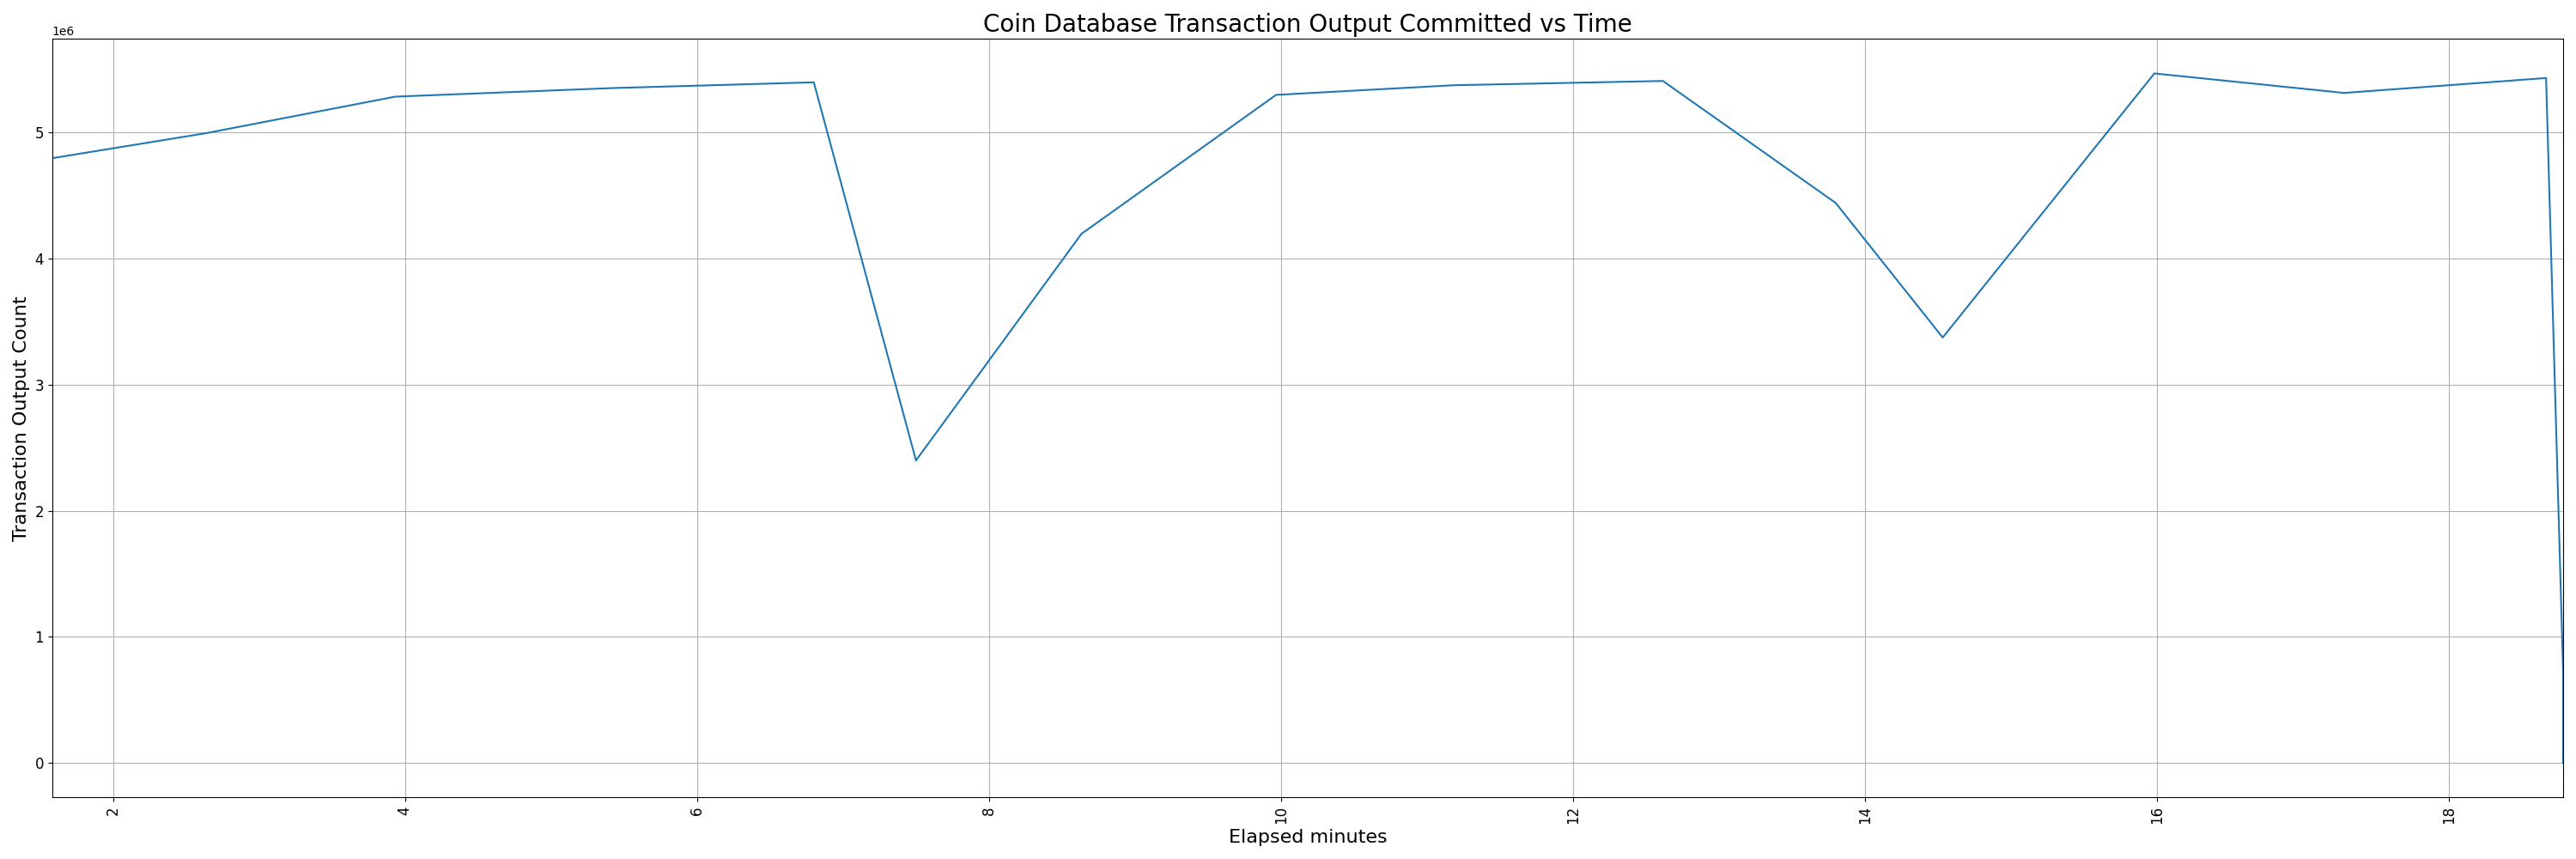 Coin Database Transaction Output Committed vs Time
1e6
Transaction Output Count
5
4
3
2
1
0
2 4 6 8 10 12 14 16 18
Elapsed minutes